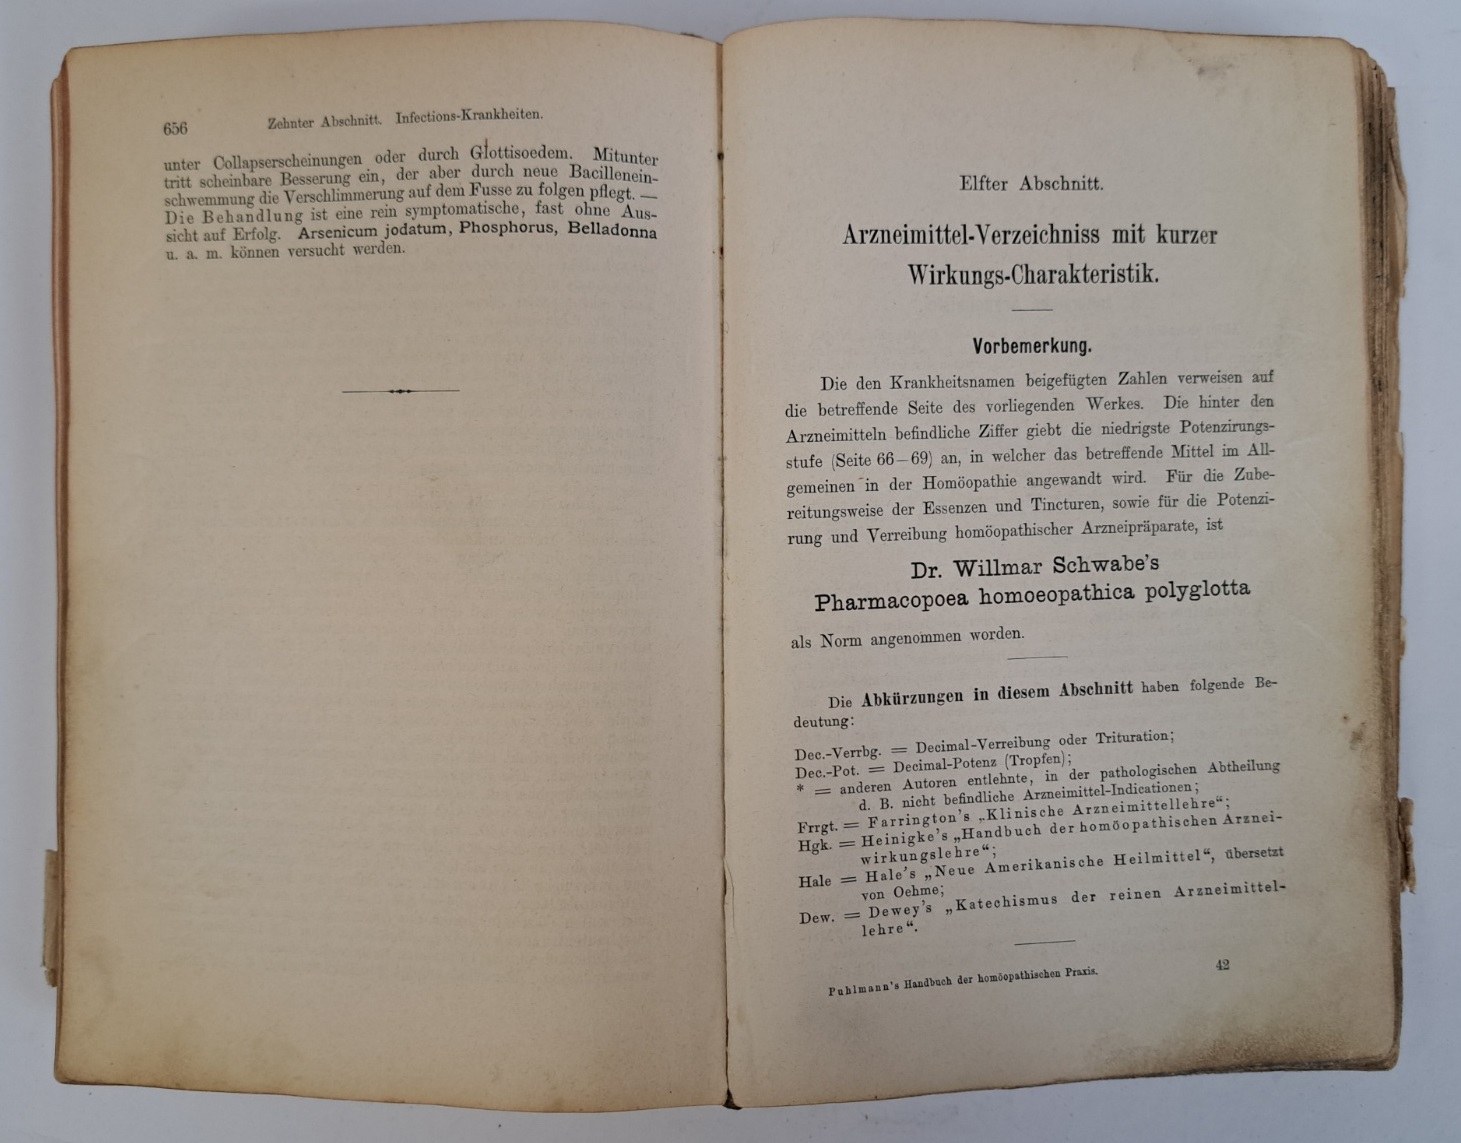 656 Zehnter Abschnitt. Infections-Krankheiten.
unter Collapserscheinungen oder durch Glottisoedem. Mitunter
tritt scheinbare Besserung ein, der aber durch neue Bacillenein-
schwemmung die Verschlimmerung auf dem Fusse zu folgen pflegt. —
Die Behandlung ist eine rein symptomatische, fast ohne Aus-
sicht auf Erfolg. Arsenicum jodatum, Phosphorus, Belladonna
u. a. m. können versucht werden.
Elfter Abschnitt.
Arzneimittel-Verzeichniss mit kurzer
Wirkungs-Charakteristik.
Vorbemerkung.
Die den Krankheitsnamen beigefügten Zahlen verweisen auf
die betreffende Seite des vorliegenden Werkes. Die hinter den
Arzneimitteln befindliche Ziffer giebt die niedrigste Potenzirungs-
stufe (Seite 66—69) an, in welcher das betreffende Mittel im All-
gemeinen in der Homöopathie angewandt wird. Für die Zube-
reitungsweise der Essenzen und Tincturen, sowie für die Potenzi-
rung und Verreibung homöopathischer Arzneipräparate, ist
Dr. Willmar Schwabe's
Pharmacopoea homoeopathica polyglotta
als Norm angenommen worden.
Die Abkürzungen in diesem Abschnitt haben folgende Be-
deutung:
Dec.-Verrbg. = Decimal-Verreibung oder Trituration;
Dec.-Pot. = Decimal-Potenz (Tropfen);
* = anderen Autoren entlehnte, in der pathologischen Abtheilung
d. B. nicht befindliche Arzneimittel-Indicationen;
Frrgt. = Farrington's „Klinische Arzneimittellehre“;
Hgk. = Heinigke's „Handbuch der homöopathischen Arznei-
wirkungslehre“;
Hale = Hale's „Neue Amerikanische Heilmittel“, übersetzt
von Oehme;
Dew. = Dewey's „Katechismus der reinen Arzneimittel-
lehre“.
Puhlmann's Handbuch der homöopathischen Praxis. 42